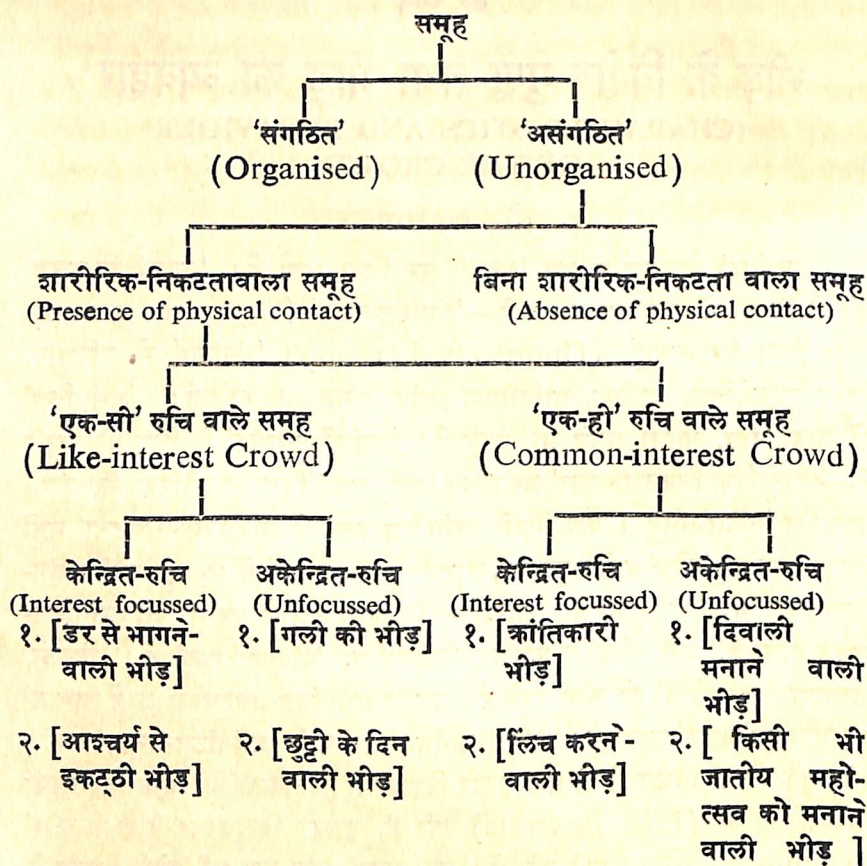 समूह
'संगठित' 'असंगठित'
(Organised) (Unorganised)
शारीरिक-निकटतावाला समूह बिना शारीरिक-निकटता वाला समूह
(Presence of physical contact) (Absence of physical contact)
'एक-सी' रुचि वाले समूह 'एक-ही' रुचि वाले समूह
(Like-interest Crowd) (Common-interest Crowd)
केन्द्रित-रुचि अकेन्द्रित-रुचि केन्द्रित-रुचि अकेन्द्रित-रुचि
(Interest focussed) (Unfocussed) (Interest focussed) (Unfocussed)
१. [डर से भागने-
वाली भीड़]
२. [आश्चर्य से
इकट्ठी भीड़]
१. [गली की भीड़]
२. [छुट्टी के दिन
वाली भीड़]
१. [क्रांतिकारी
भीड़]
२. [लिंच करने-
वाली भीड़]
१. [दिवाली
मनाने वाली
भीड़]
२. [ किसी भी
जातीय महो-
त्सव को मनाने
वाली भीड़ ]